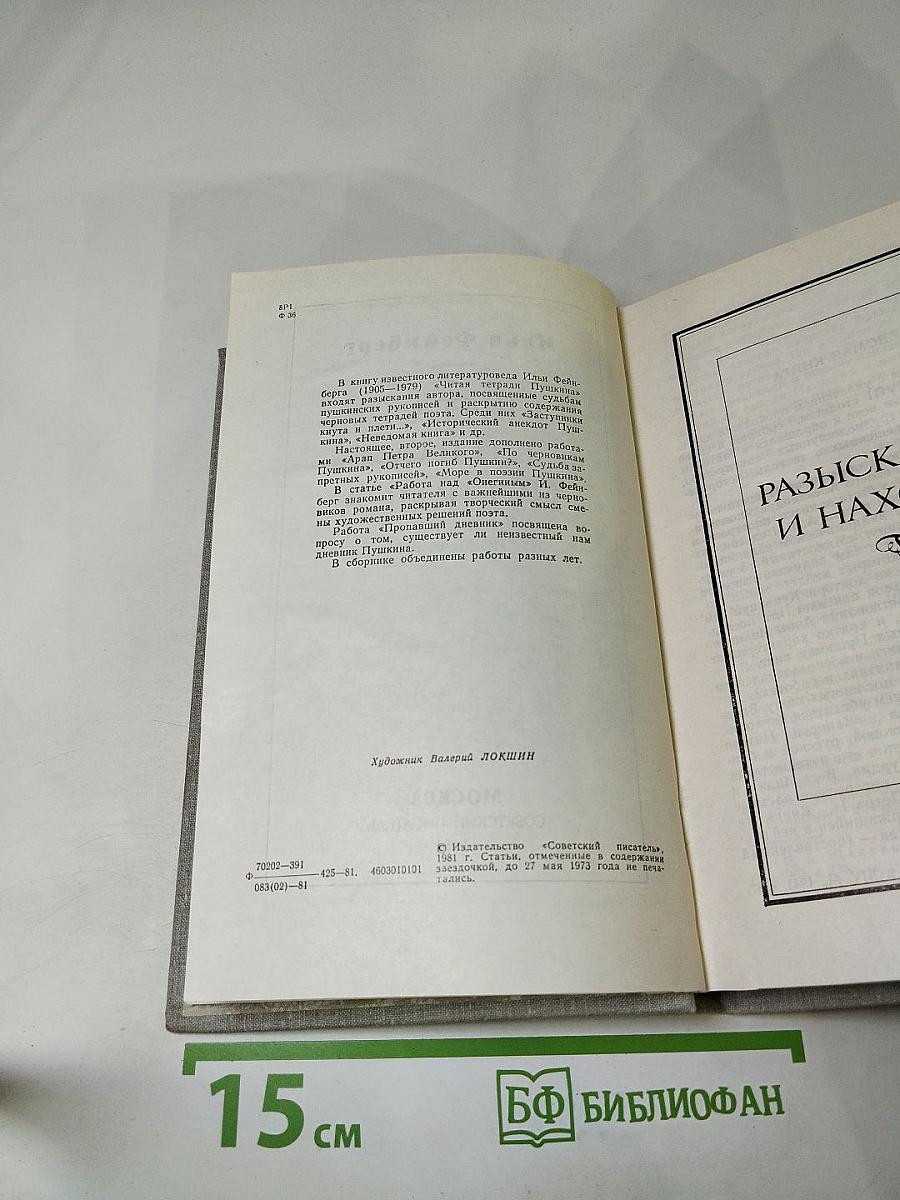 8Р1
Ф 36
В книгу известного литературоведа Ильи Фейн-
берга (1905—1979) «Читая тетради Пушкина»
входят разыскания автора, посвященные судьбам
пушкинских рукописей и раскрытию содержания
черновых тетрадей поэта. Среди них «Заступники
кнута и плети...», «Исторический анекдот Пуш-
кина», «Неведомая книга» и др.
Настоящее, второе, издание дополнено работа-
ми «Арап Петра Великого», «По черновикам
Пушкина», «Отчего погиб Пушкин?», «Судьба за-
претных рукописей», «Море в поэзии Пушкина».
В статье «Работа над «Онегиным» И. Фейн-
берг знакомит читателя с важнейшими из черно-
виков романа, раскрывая творческий смысл сме-
ны художественных решений поэта.
Работа «Пропавший дневник» посвящена во-
просу о том, существует ли неизвестный нам
дневник Пушкина.
В сборнике объединены работы разных лет.
Художник Валерий ЛОКШИН
Ф 70202—391
083(02)—81 425—81. 4603010101
© Издательство «Советский писатель»,
1981 г. Статьи, отмеченные в содержании
звездочкой, до 27 мая 1973 года не печа-
тались.
РАЗЫСК
И НАХО
15 см
БФ БИБЛИОФАН